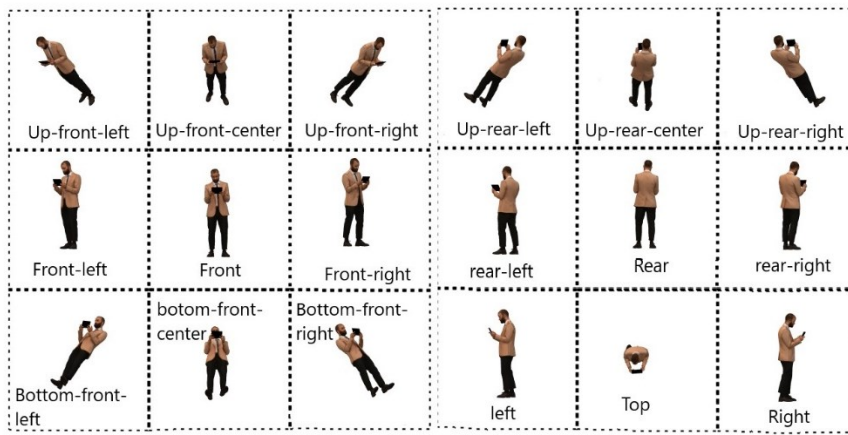 Up-front-left
Up-front-center
Up-front-right
Up-rear-left
Up-rear-center
Up-rear-right
Front-left
Front
Front-right
rear-left
Rear
rear-right
Bottom-front-
left
botom-front-
center
Bottom-front-
right
left
Top
Right